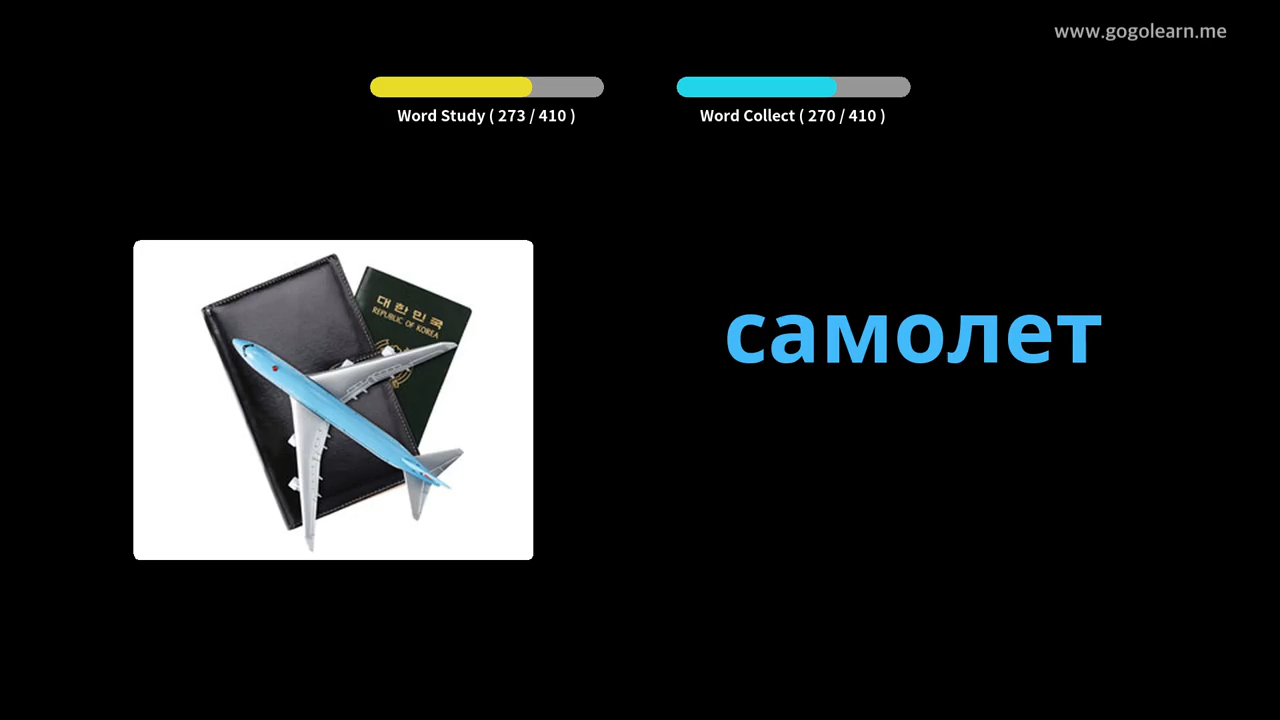 www.gogolearn.me
Word Study ( 273 / 410 )
Word Collect ( 270 / 410 )
대한민국
REPUBLIC OF KOREA
самолет